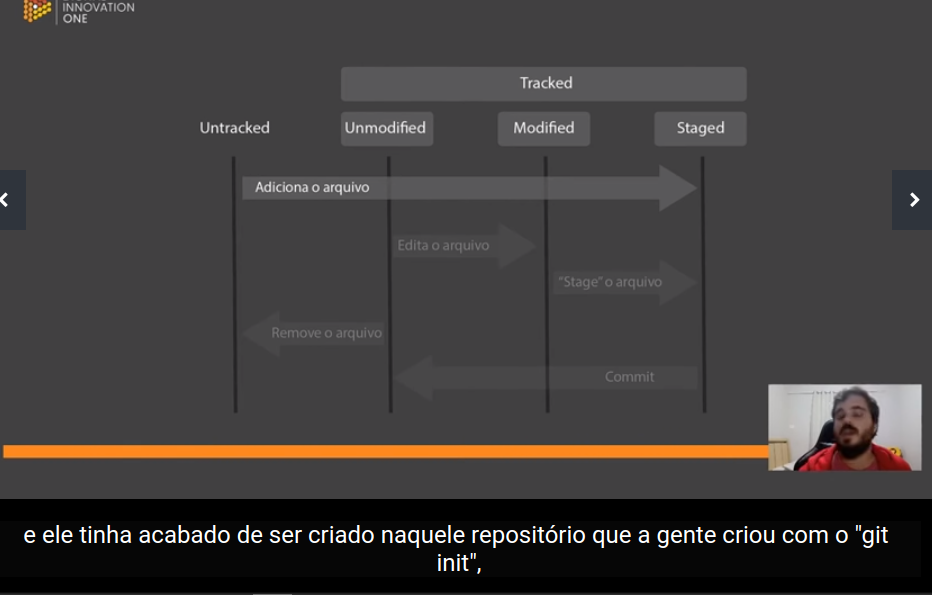 INNOVATION
ONE
Tracked
Untracked
Unmodified
Modified
Staged
Adiciona o arquivo
Edita o arquivo
"Stage" o arquivo
Remove o arquivo
Commit
e ele tinha acabado de ser criado naquele repositório que a gente criou com o "git
init",